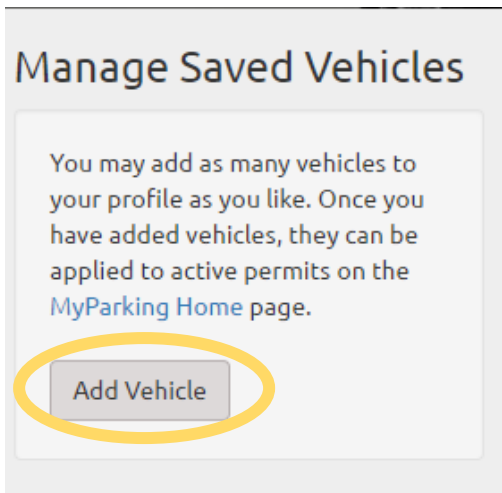 Manage Saved Vehicles
You may add as many vehicles to
your profile as you like. Once you
have added vehicles, they can be
applied to active permits on the
MyParking Home page.
Add Vehicle